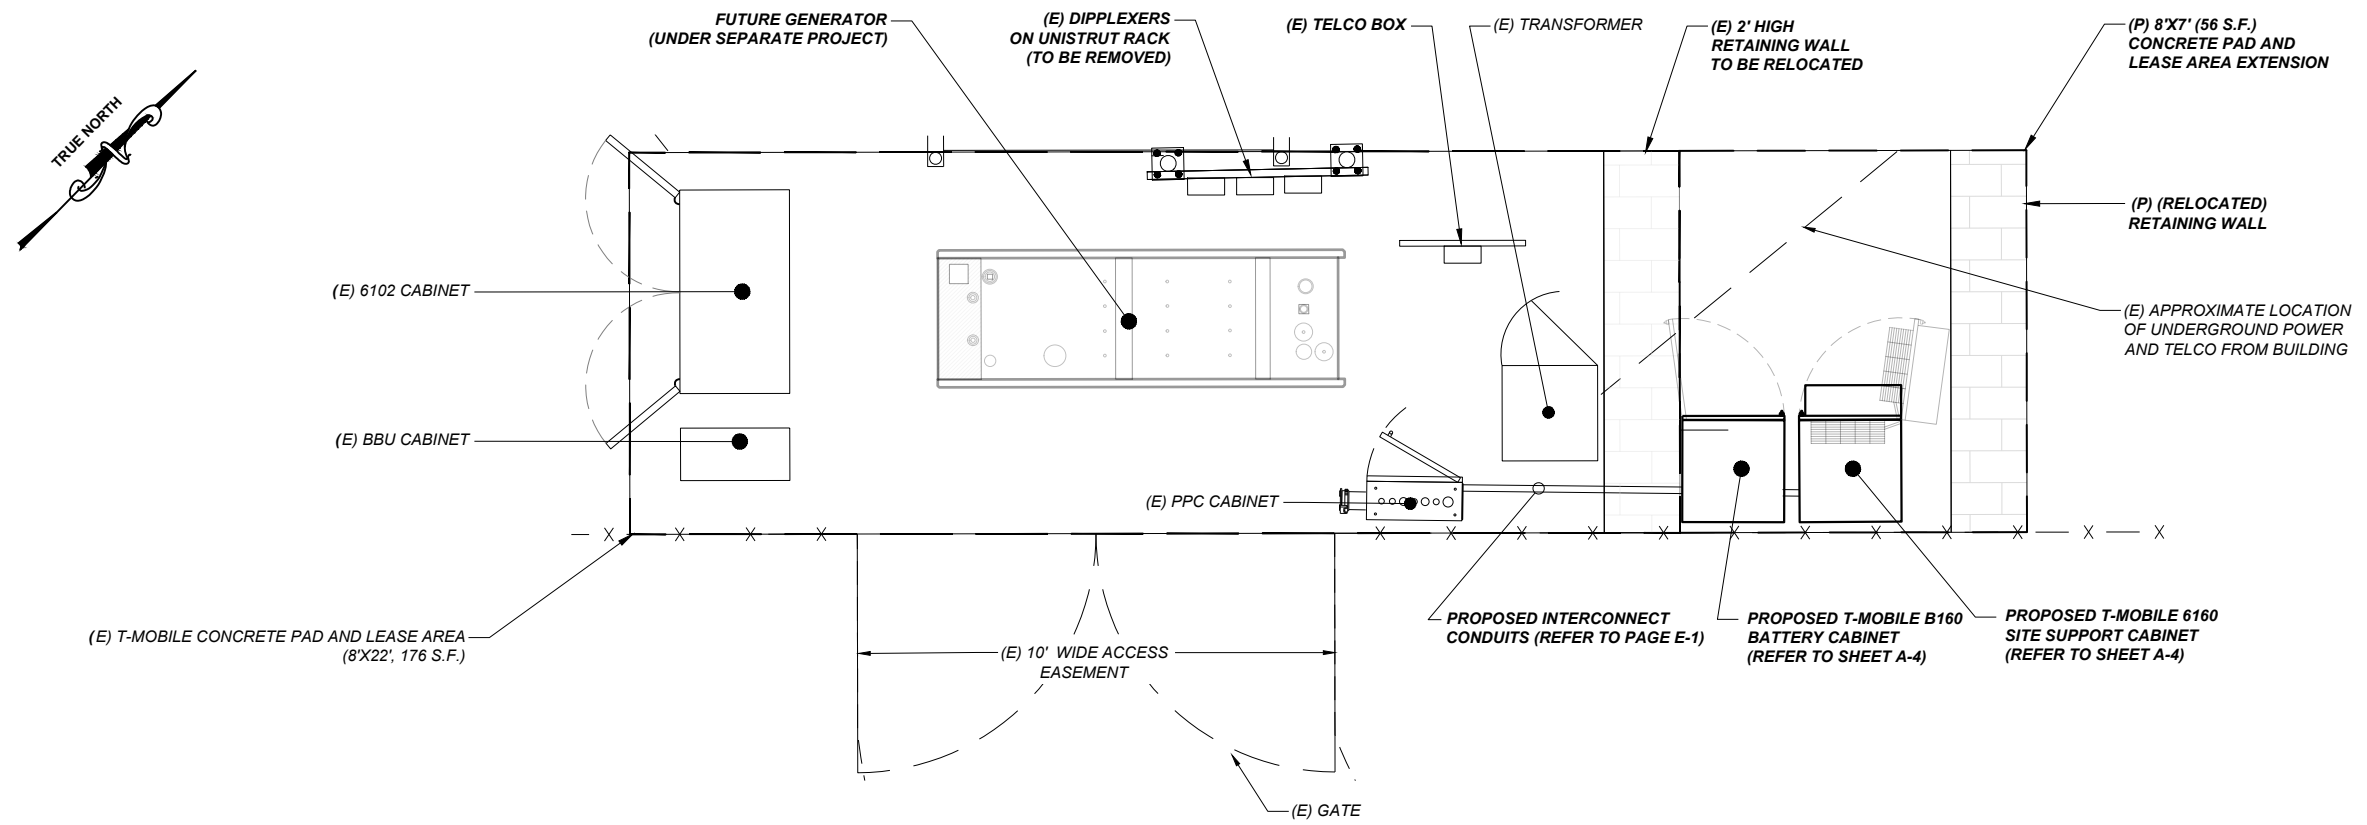 FUTURE GENERATOR
(UNDER SEPARATE PROJECT)
(E) DIPPLEXERS
ON UNISTRUT RACK
(TO BE REMOVED)
(E) TELCO BOX
(E) TRANSFORMER
(E) 2' HIGH
RETAINING WALL
TO BE RELOCATED
(P) 8'X7' (56 S.F.)
CONCRETE PAD AND
LEASE AREA EXTENSION
TRUE NORTH
(P) (RELOCATED)
RETAINING WALL
(E) 6102 CABINET
(E) APPROXIMATE LOCATION
OF UNDERGROUND POWER
AND TELCO FROM BUILDING
(E) BBU CABINET
(E) PPC CABINET
(E) T-MOBILE CONCRETE PAD AND LEASE AREA
(8'X22', 176 S.F.)
(E) 10' WIDE ACCESS
EASEMENT
PROPOSED INTERCONNECT
CONDUITS (REFER TO PAGE E-1)
PROPOSED T-MOBILE B160
BATTERY CABINET
(REFER TO SHEET A-4)
PROPOSED T-MOBILE 6160
SITE SUPPORT CABINET
(REFER TO SHEET A-4)
(E) GATE